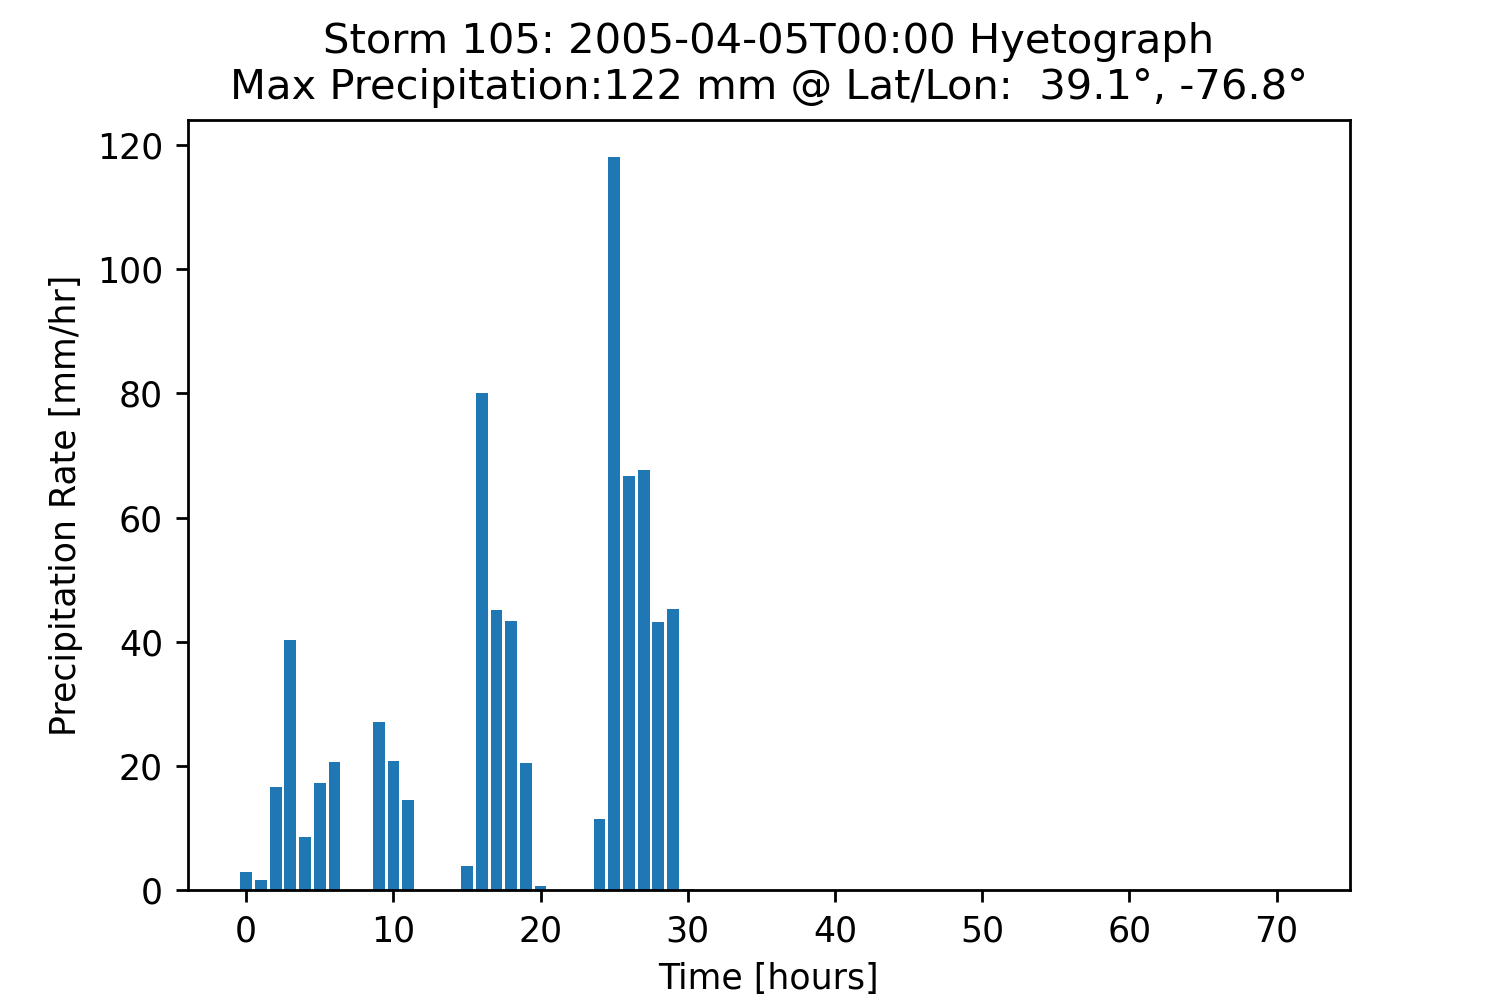 Storm 105: 2005-04-05T00:00 Hyetograph
Max Precipitation:122 mm @ Lat/Lon:  39.1°, -76.8°
Precipitation Rate [mm/hr]
120
100
80
60
40
20
0
0 10 20 30 40 50 60 70
Time [hours]